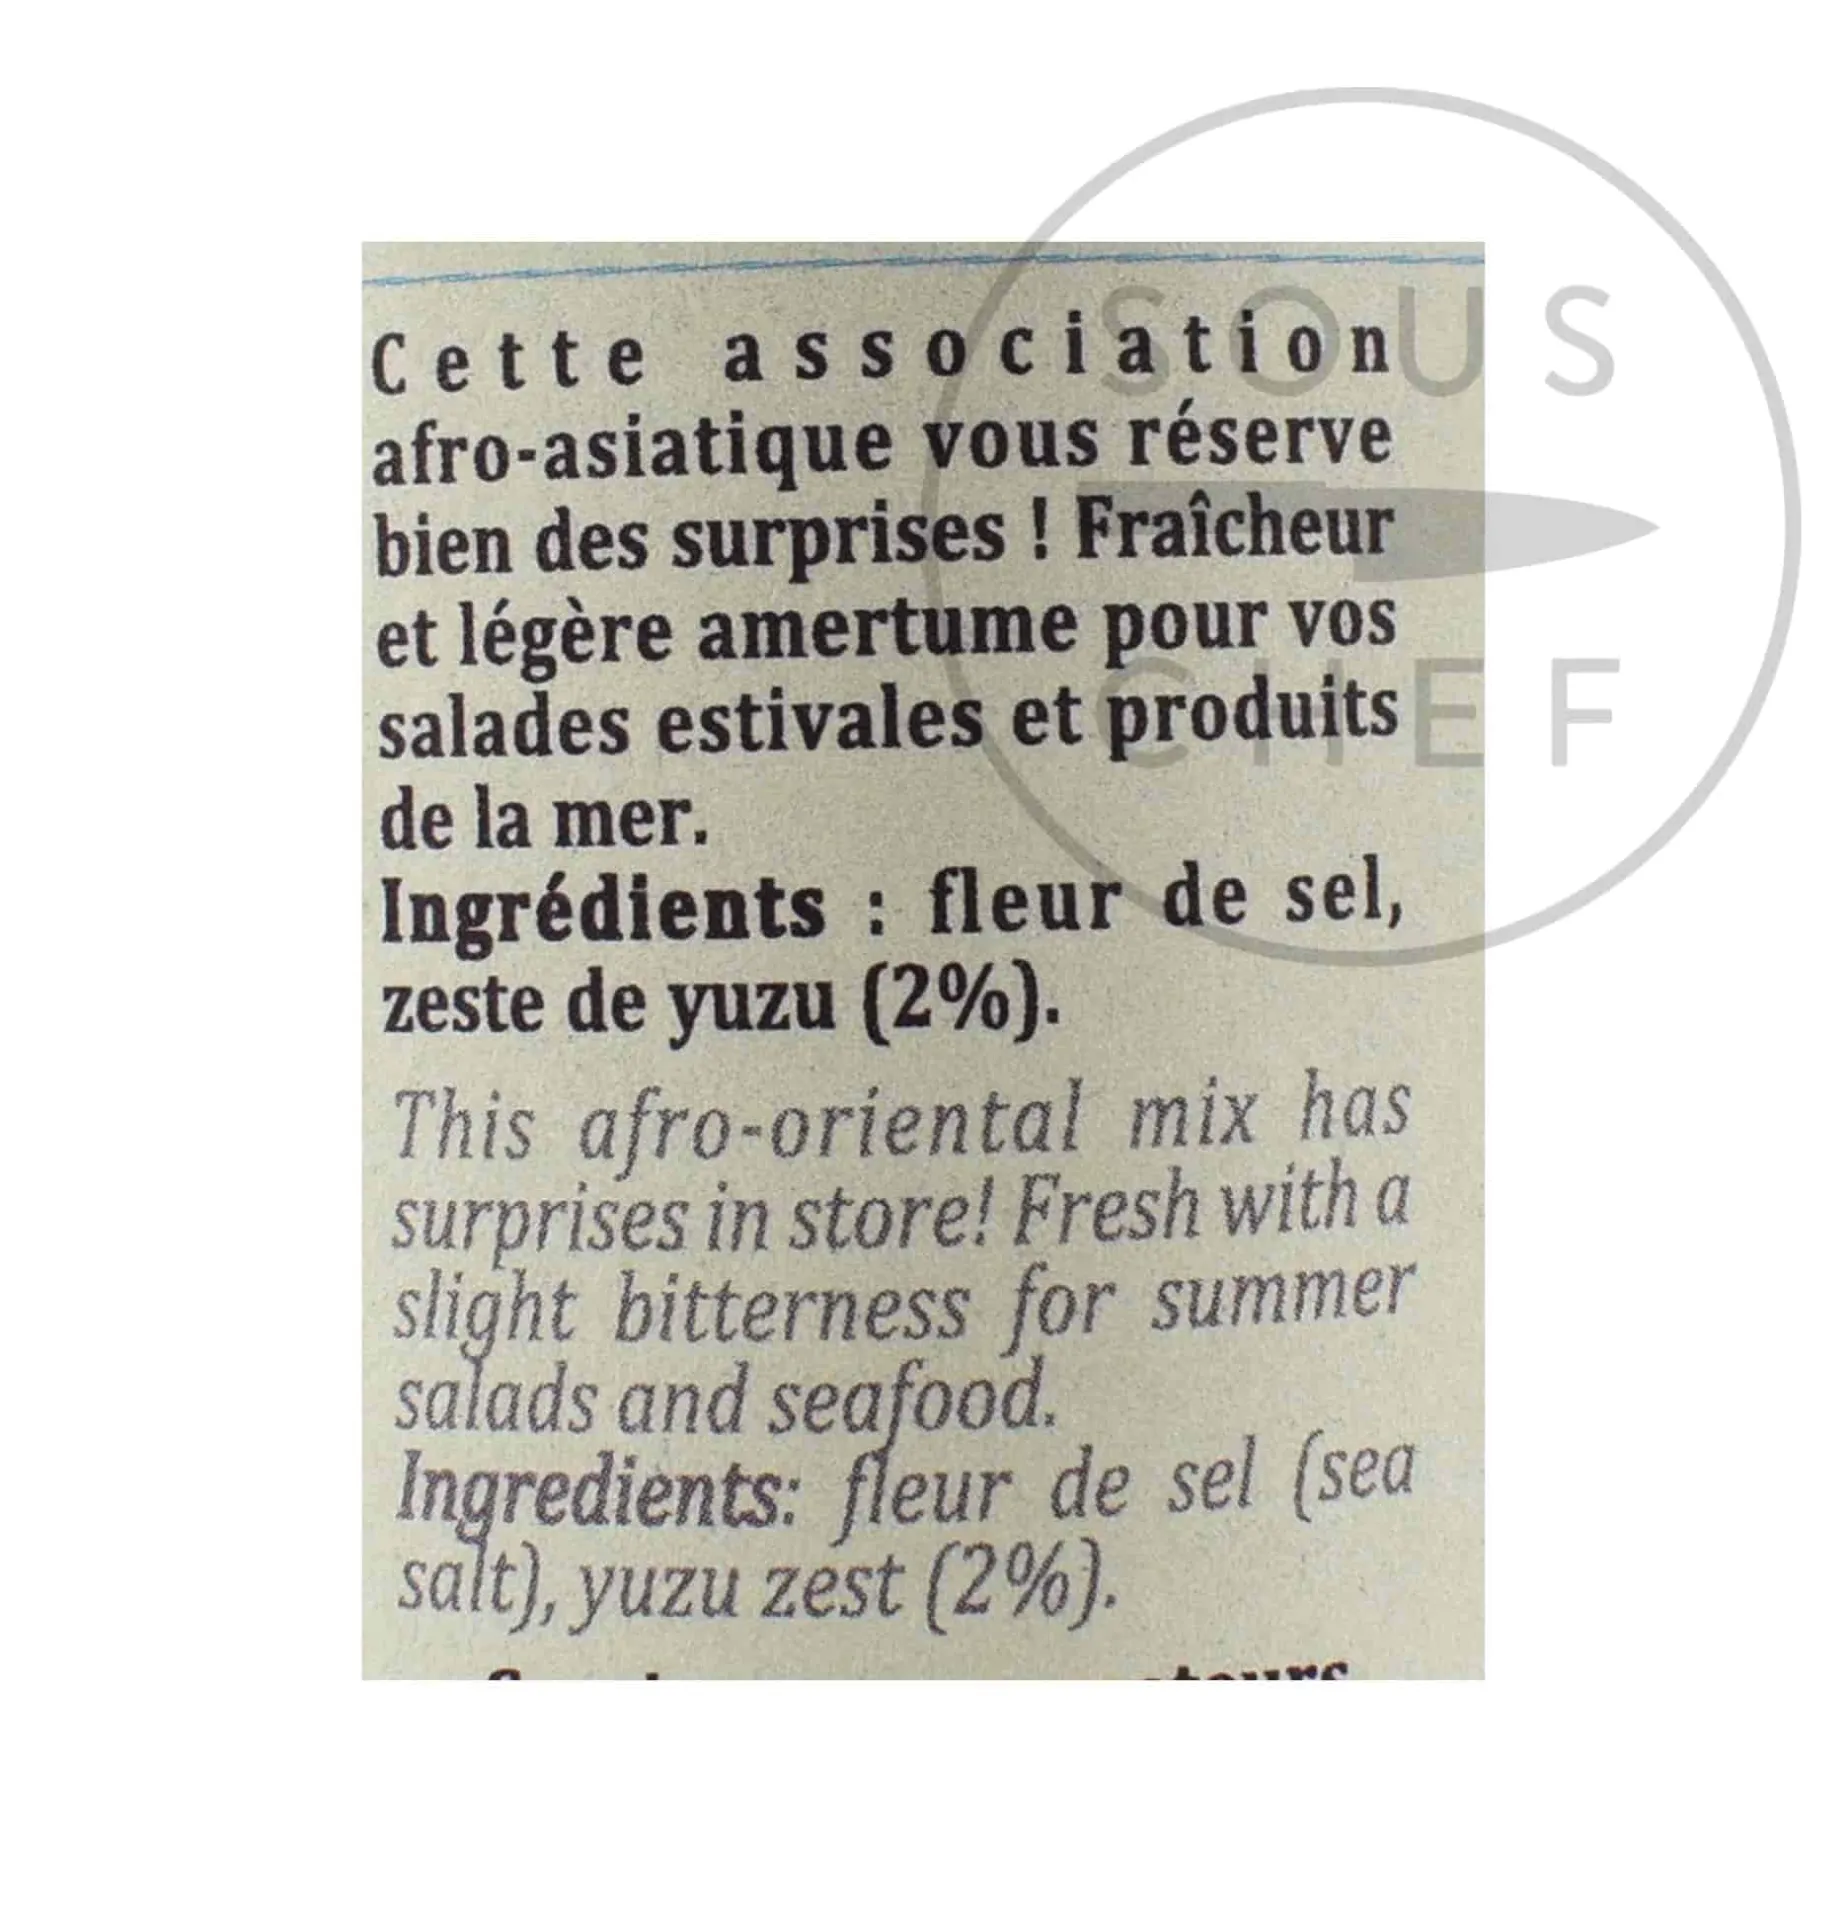 SOUS
CHEF
Cette association
afro-asiatique vous réserve
bien des surprises ! Fraîcheur
et légère amertume pour vos
salades estivales et produits
de la mer.
Ingrédients : fleur de sel,
zeste de yuzu (2%).
This afro-oriental mix has
surprises in store! Fresh with a
slight bitterness for summer
salads and seafood.
Ingredients: fleur de sel (sea
salt), yuzu zest (2%).